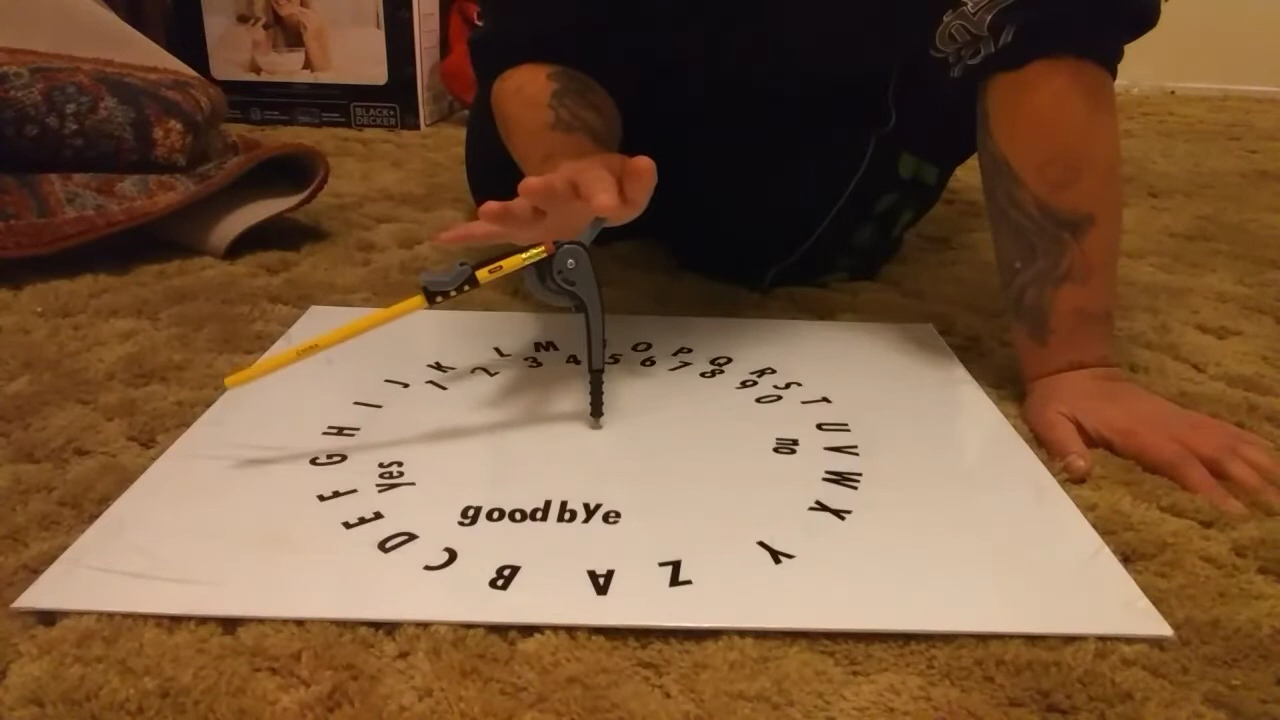 BLACK+
DECKER
A B C D E F G H I J K L M O P Q R S T U V W X Y Z
1 2 3 4 5 6 7 8 9 0
yes
no
goodbye